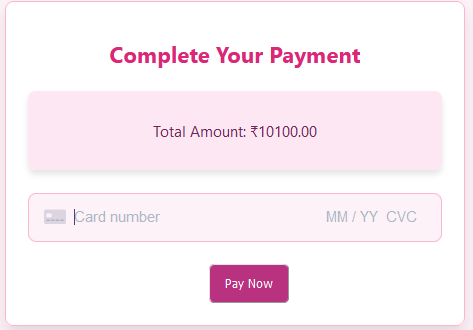 Complete Your Payment
Total Amount: ₹10100.00
Card number MM / YY CVC
Pay Now